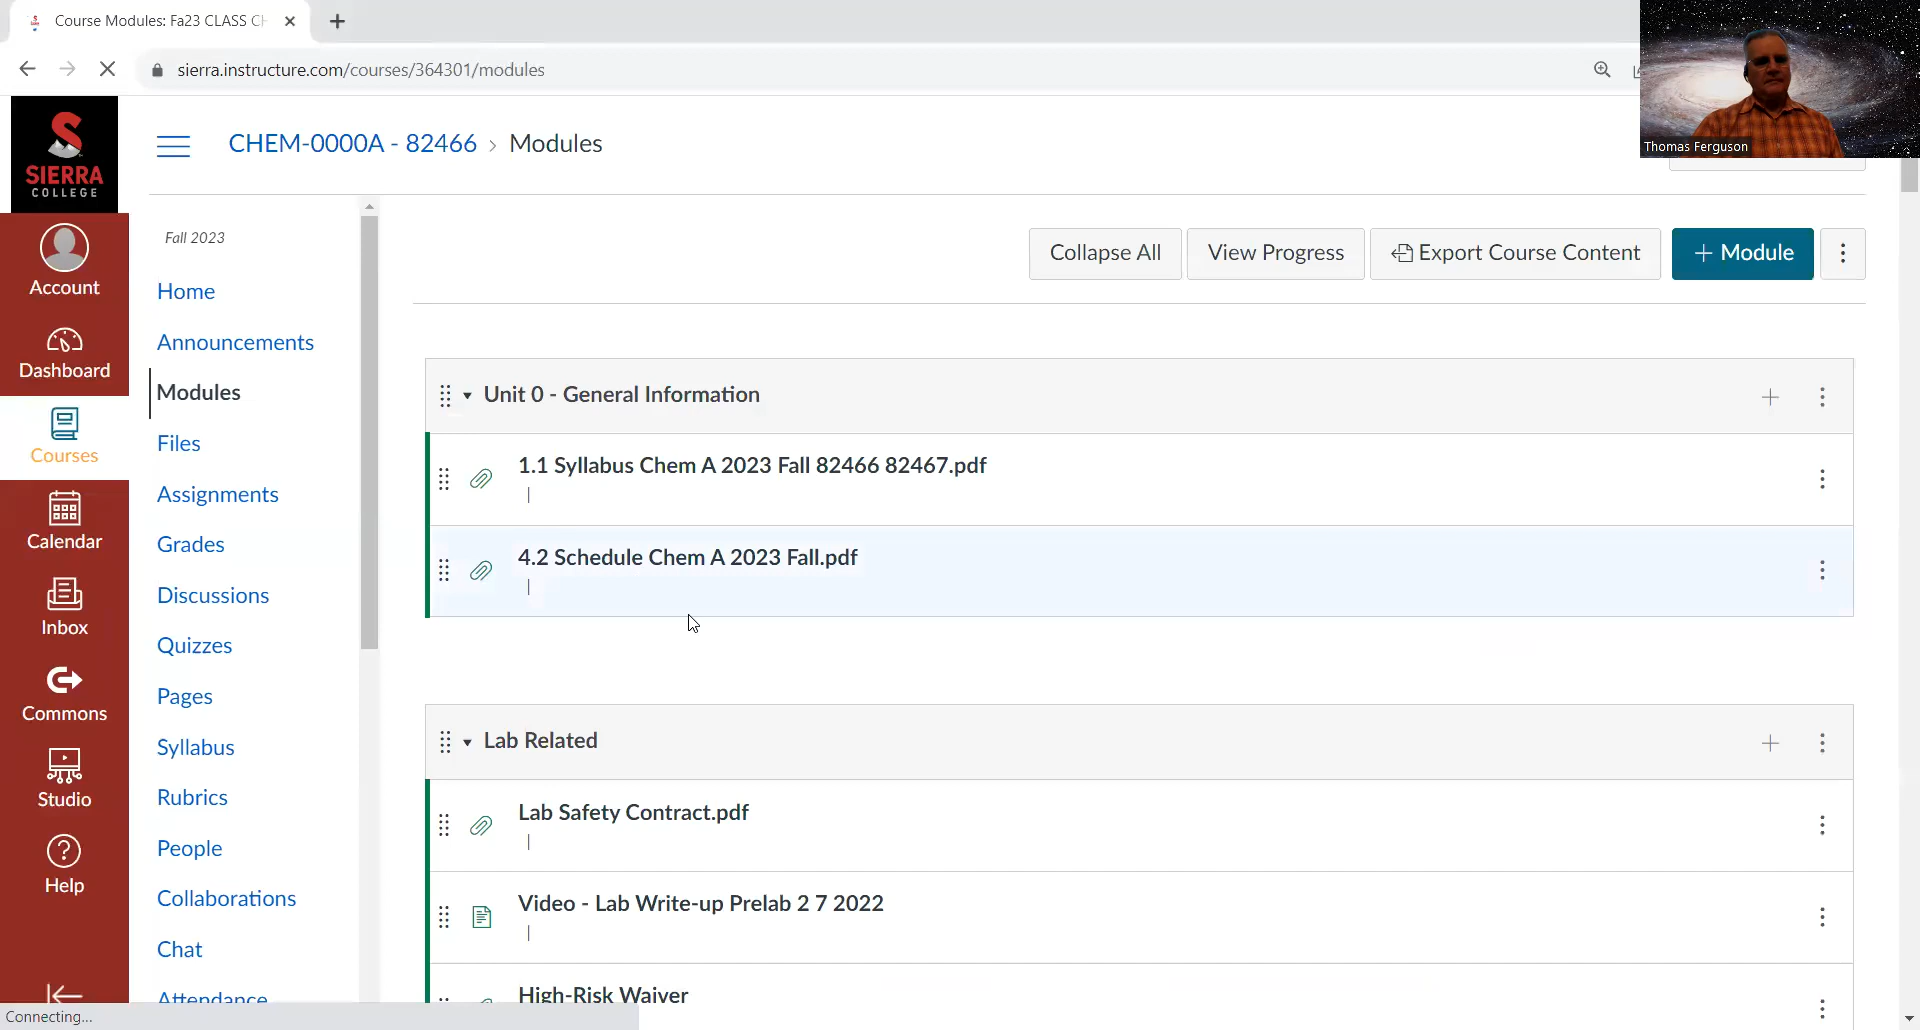 Course Modules: Fa23 CLASS CH
sierra.instructure.com/courses/364301/modules
Thomas Ferguson
SIERRA
COLLEGE
CHEM-0000A - 82466 › Modules
Fall 2023
Account
Dashboard
Courses
Calendar
Inbox
Commons
Studio
Help
Home
Announcements
Modules
Files
Assignments
Grades
Discussions
Quizzes
Pages
Syllabus
Rubrics
People
Collaborations
Chat
Attendance
Collapse All
View Progress
Export Course Content
+ Module
Unit 0 - General Information
1.1 Syllabus Chem A 2023 Fall 82466 82467.pdf
|
4.2 Schedule Chem A 2023 Fall.pdf
|
Lab Related
Lab Safety Contract.pdf
|
Video - Lab Write-up Prelab 2 7 2022
|
High-Risk Waiver
Connecting...